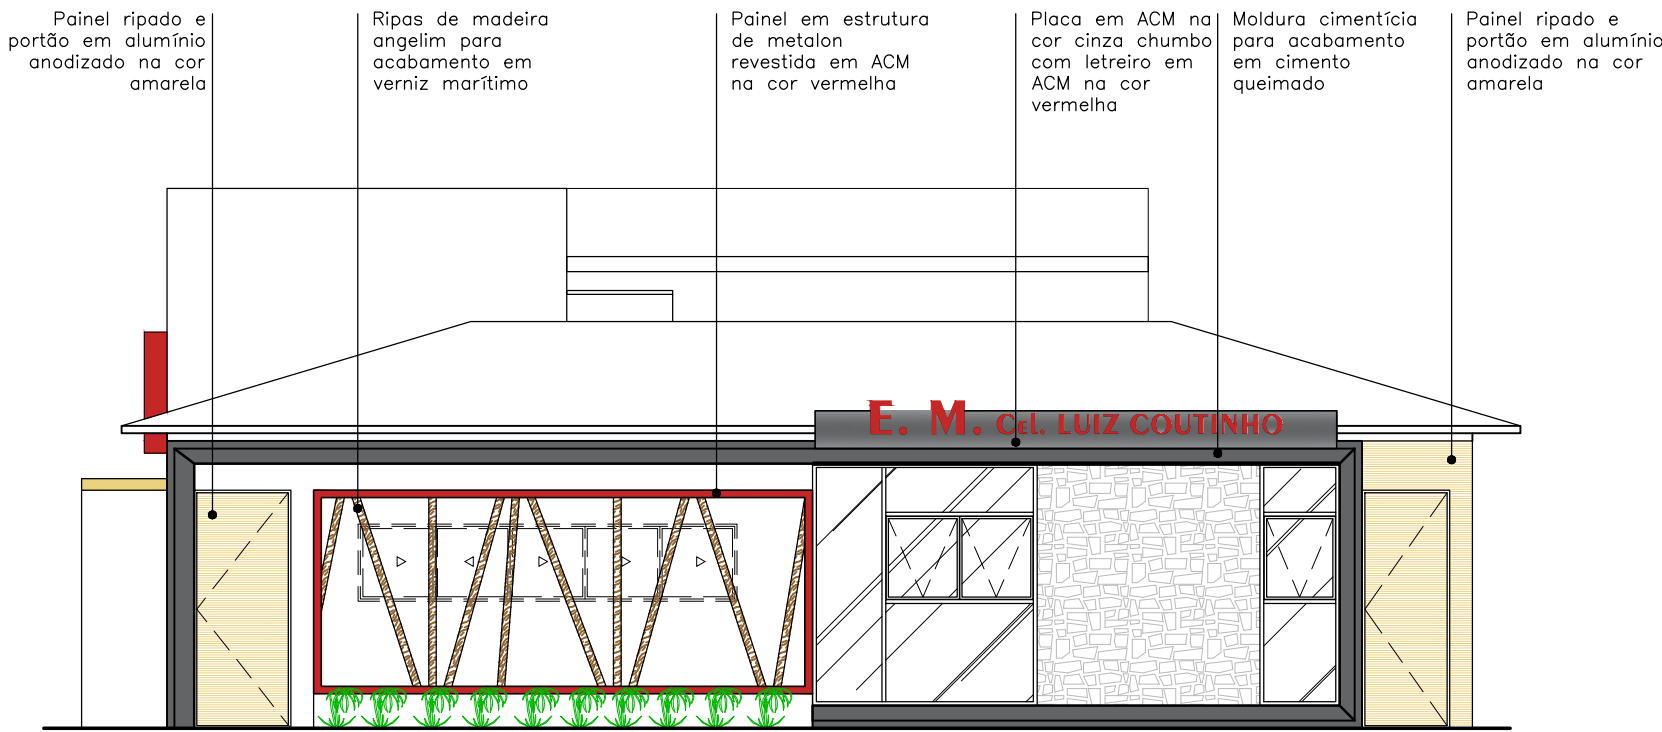 Painel ripado e
portão em alumínio
anodizado na cor
amarela
Ripas de madeira
angelim para
acabamento em
verniz marítimo
Painel em estrutura
de metalon
revestida em ACM
na cor vermelha
Placa em ACM na
cor cinza chumbo
com letreiro em
ACM na cor
vermelha
Moldura cimentícia
para acabamento
em cimento
queimado
Painel ripado e
portão em alumínio
anodizado na cor
amarela
E. M. Cel. LUIZ COUTINHO